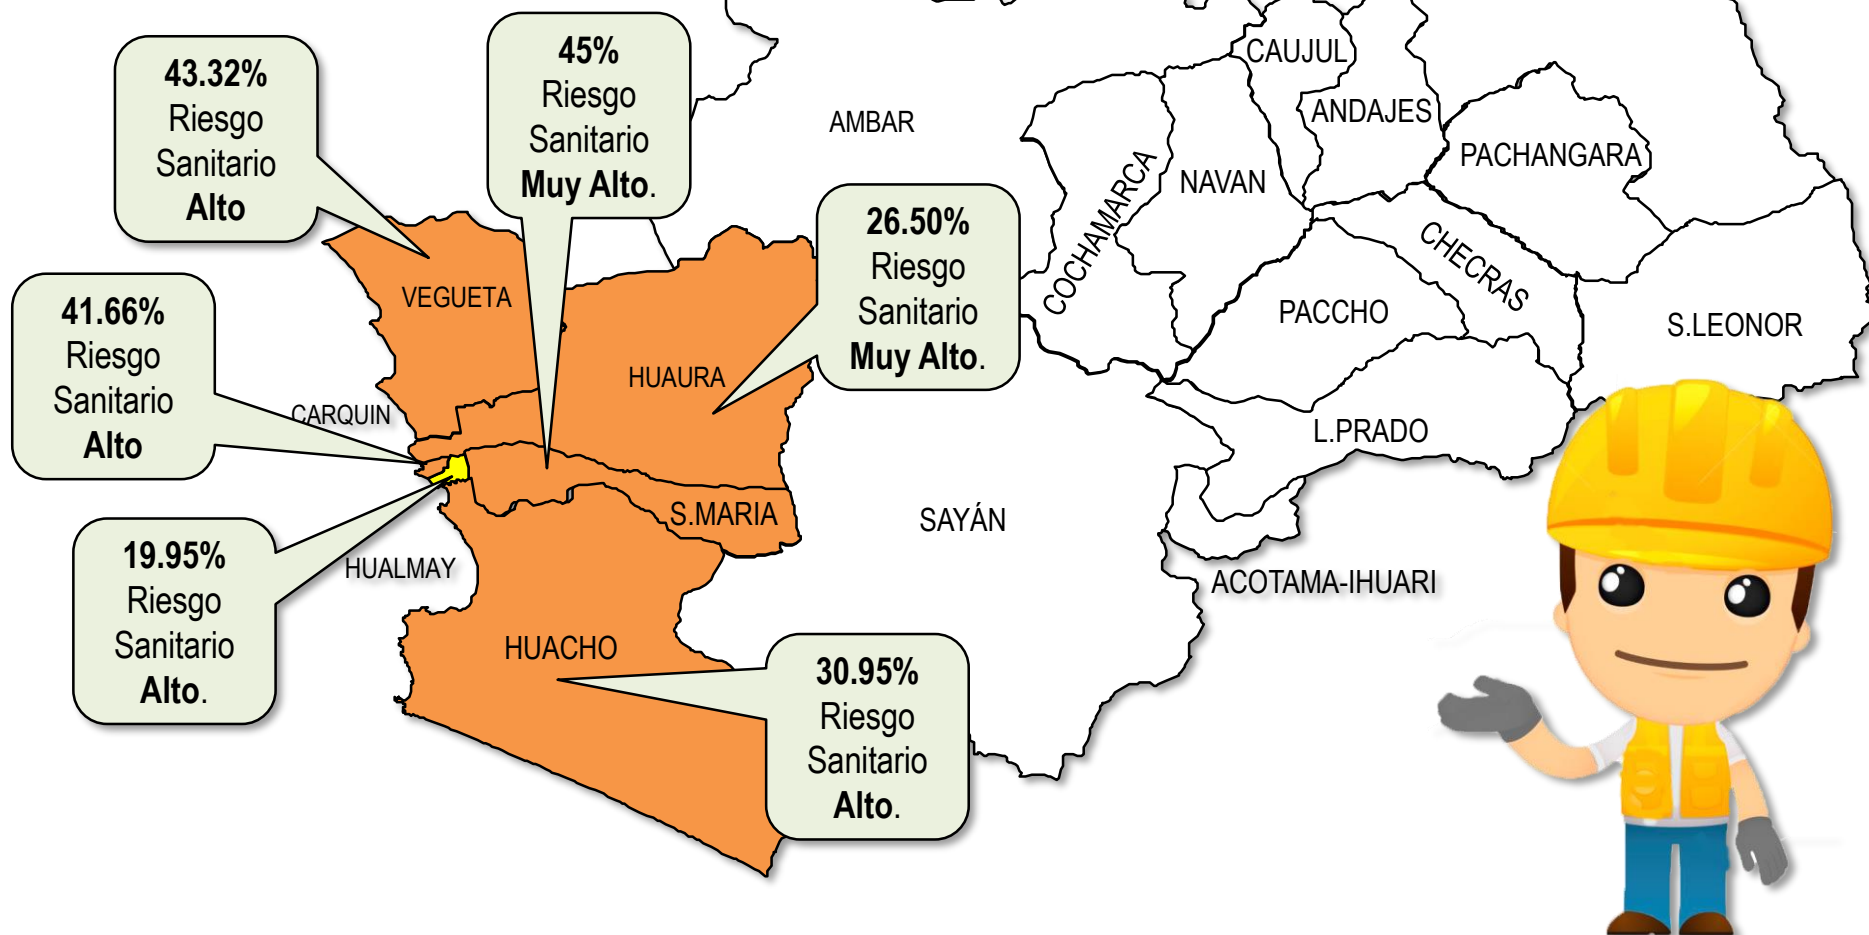 43.32%
Riesgo
Sanitario
Alto
45%
Riesgo
Sanitario
Muy Alto.
26.50%
Riesgo
Sanitario
Muy Alto.
41.66%
Riesgo
Sanitario
Alto
19.95%
Riesgo
Sanitario
Alto.
30.95%
Riesgo
Sanitario
Alto.
VEGUETA
HUAURA
CARQUIN
S.MARIA
HUALMAY
HUACHO
AMBAR
SAYÁN
COCHAMARCA
NAVAN
CAUJUL
ANDAJES
PACHANGARA
CHECRAS
PACCHO
S.LEONOR
L.PRADO
ACOTAMA-IHUARI